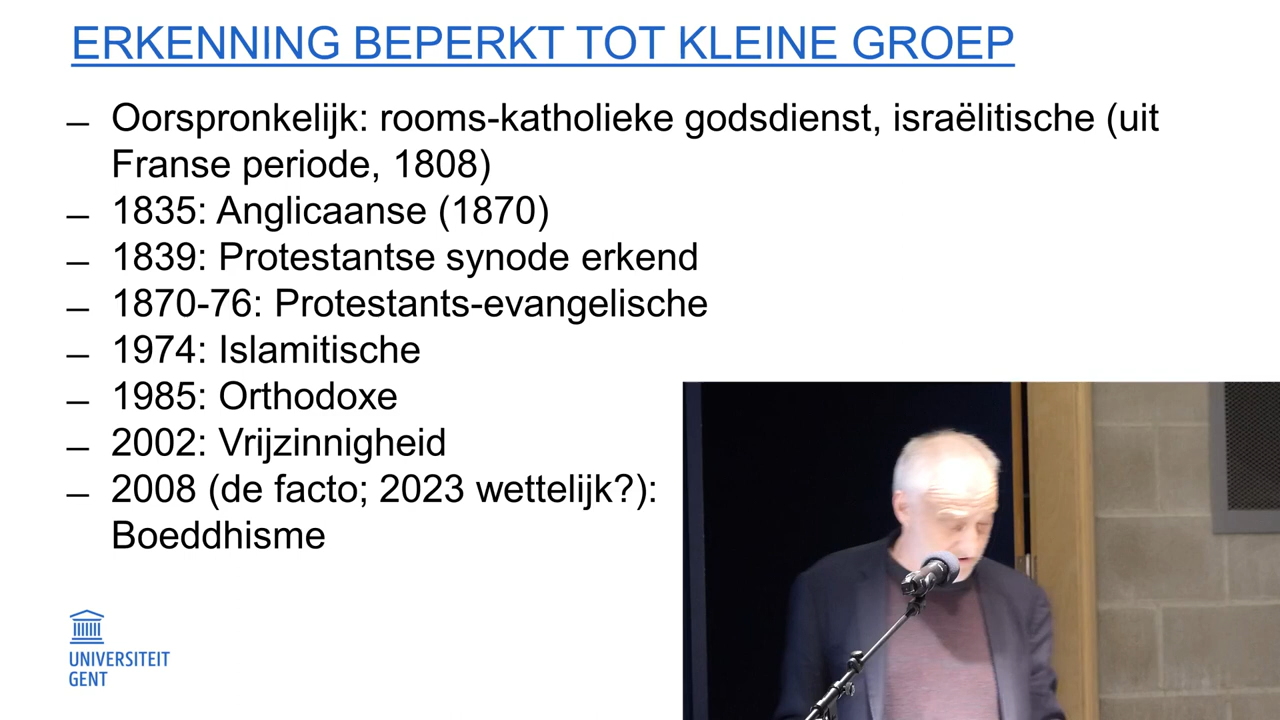 ERKENNING BEPERKT TOT KLEINE GROEP
– Oorspronkelijk: rooms-katholieke godsdienst, israëlitische (uit
Franse periode, 1808)
– 1835: Anglicaanse (1870)
– 1839: Protestantse synode erkend
– 1870-76: Protestants-evangelische
– 1974: Islamitische
– 1985: Orthodoxe
– 2002: Vrijzinnigheid
– 2008 (de facto; 2023 wettelijk?):
Boeddhisme
UNIVERSITEIT
GENT